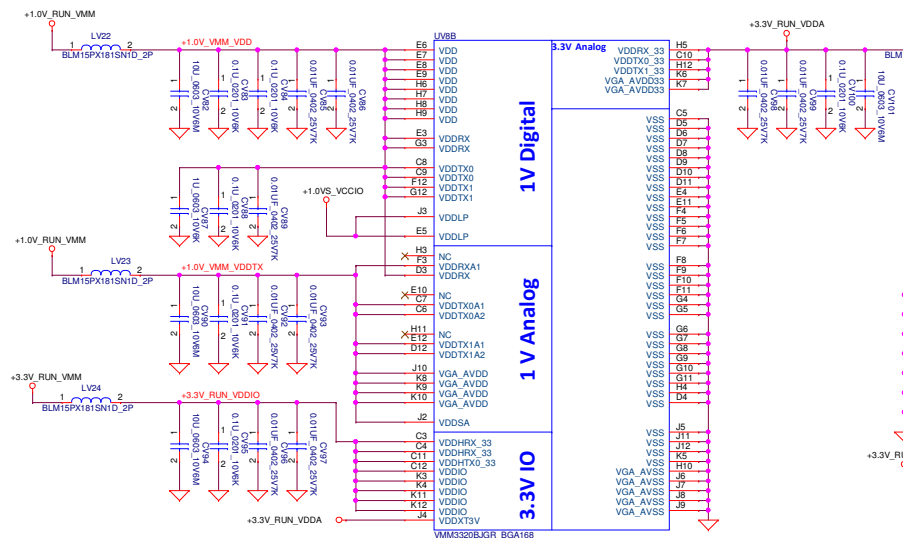 +1.0V_RUN_VMM
LV22
1 2
BLM15PX181SN1D_2P
+1.0V_VMM_VDD
10U_0603_10V6M
CV82
0.1U_0201_10V6K
CV83
0.1U_0201_10V6K
CV84
0.01UF_0402_25V7K
CV85
0.01UF_0402_25V7K
CV86
1U_0603_10V6K
CV87
0.1U_0201_10V6K
CV88
0.01UF_0402_25V7K
CV89
+1.0VS_VCCIO
+1.0V_RUN_VMM
LV23
1 2
BLM15PX181SN1D_2P
+1.0V_VMM_VDDTX
10U_0603_10V6M
CV90
0.1U_0201_10V6K
CV91
0.01UF_0402_25V7K
CV92
0.01UF_0402_25V7K
CV93
+3.3V_RUN_VMM
LV24
1 2
BLM15PX181SN1D_2P
+3.3V_RUN_VDDIO
10U_0603_10V6M
CV94
0.1U_0201_10V6K
CV95
0.01UF_0402_25V7K
CV96
0.01UF_0402_25V7K
CV97
+3.3V_RUN_VDDA
UV8B
E6 VDD
E7 VDD
E8 VDD
E9 VDD
H6 VDD
H7 VDD
H8 VDD
H9 VDD
E3 VDDRX
G3 VDDRX
C8 VDDTX0
C9 VDDTX0
F12 VDDTX1
G12 VDDTX1
J3 VDDLP
E5 VDDLP
1V Digital
H3 NC
F3 VDDRXA1
D3 VDDRX
E10 NC
C7 VDDTX0A1
C6 VDDTX0A2
H11 NC
E12 VDDTX1A1
D12 VDDTX1A2
J10 VGA_AVDD
K8 VGA_AVDD
K9 VGA_AVDD
K10 VGA_AVDD
J2 VDDSA
1 V Analog
C3 VDDHRX_33
C4 VDDHRX_33
C11 VDDHTX0_33
C12 VDDIO
K3 VDDIO
K4 VDDIO
K11 VDDIO
K12 VDDIO
J4 VDDXT3V
3.3V IO
VMM3320BJGR_BGA168
3.3V Analog
VDDRX_33 H5
VDDTX0_33 C10
VDDTX1_33 H12
VGA_AVDD33 K6
VGA_AVDD33 K7
VSS C5
VSS D5
VSS D6
VSS D7
VSS D8
VSS D9
VSS D10
VSS D11
VSS E4
VSS E11
VSS F4
VSS F5
VSS F6
VSS F7
VSS F8
VSS F9
VSS F10
VSS F11
VSS G4
VSS G5
VSS G6
VSS G7
VSS G8
VSS G9
VSS G10
VSS G11
VSS H4
VSS D4
VSS J5
VSS J11
VSS J12
VSS K5
VGA_AVSS H10
VGA_AVSS J6
VGA_AVSS J7
VGA_AVSS J8
VGA_AVSS J9
+3.3V_RUN_VDDA
0.01UF_0402_25V7K
CV98
0.01UF_0402_25V7K
CV99
0.1U_0201_10V6K
CV100
10U_0603_10V6M
CV101
1
BLM
+3.3V_RU